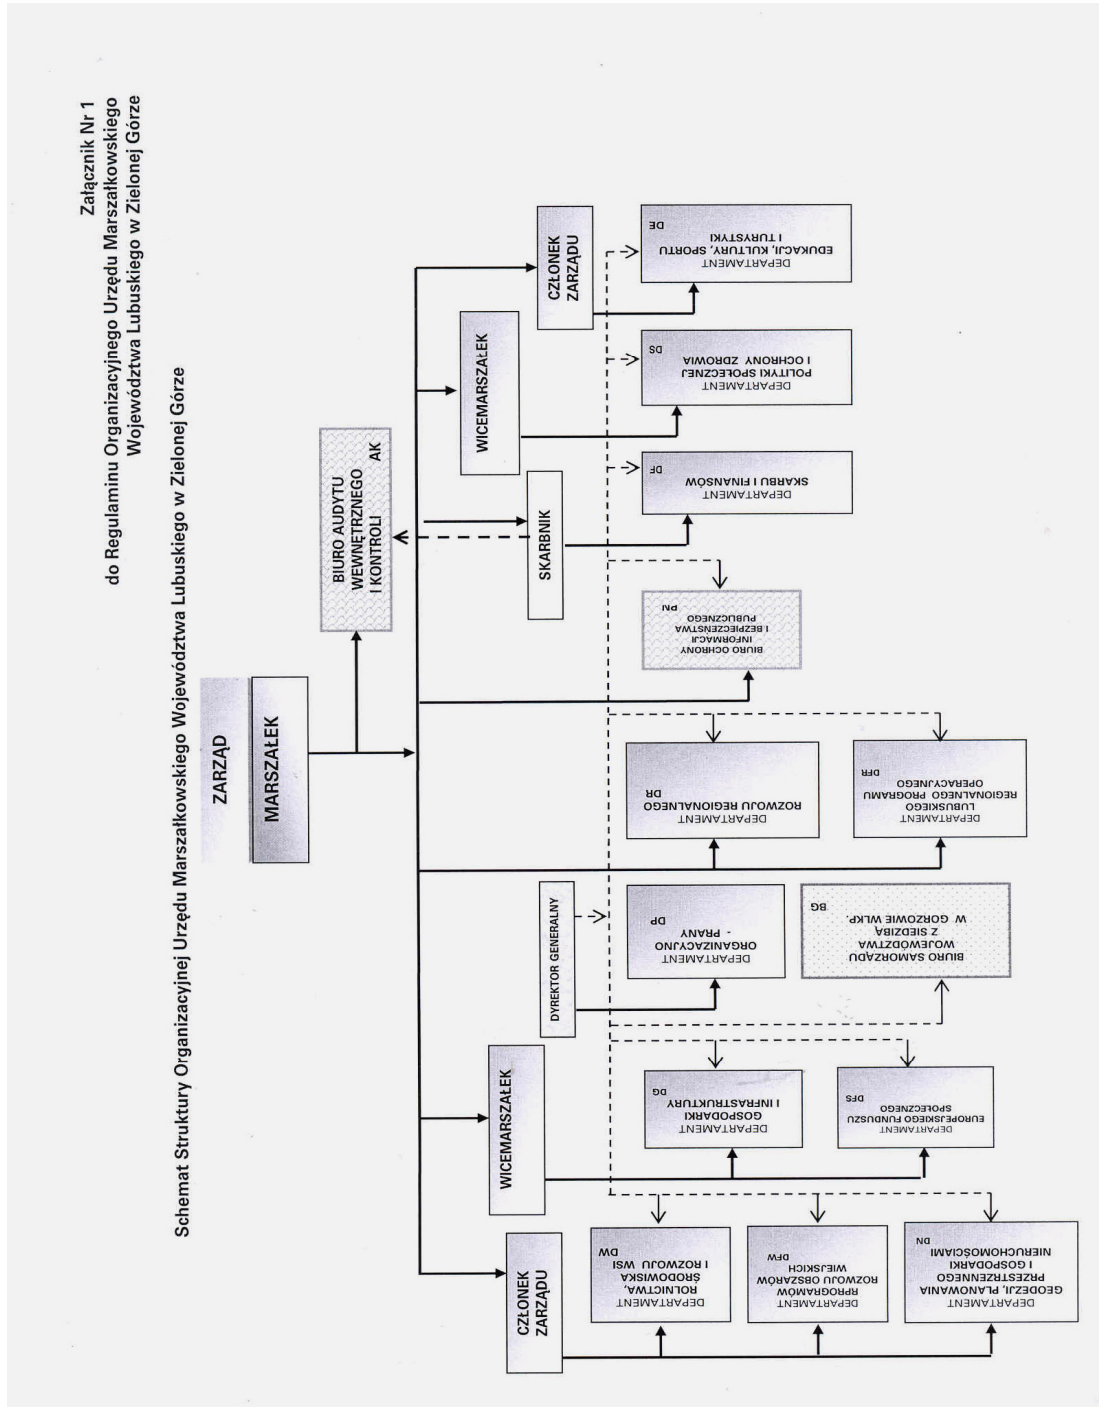 Załącznik Nr 1
do Regulaminu Organizacyjnego Urzędu Marszałkowskiego
Województwa Lubuskiego w Zielonej Górze
Schemat Struktury Organizacyjnej Urzędu Marszałkowskiego Województwa Lubuskiego w Zielonej Górze
ZARZĄD
MARSZAŁEK
BIURO AUDYTU
WEWNĘTRZNEGO
I KONTROLI AK
CZŁONEK
ZARZĄDU
WICEMARSZAŁEK
DYREKTOR GENERALNY
SKARBNIK
WICEMARSZAŁEK
CZŁONEK
ZARZĄDU
DEPARTAMENT
ROLNICTWA,
ŚRODOWISKA
I ROZWOJU WSI
DW
DEPARTAMENT
RPROGRAMÓW
ROZWOJU OBSZARÓW
WIEJSKICH
DFW
DEPARTAMENT
GEODEZJI, PLANOWANIA
PRZESTRZENNEGO
I GOSPODARKI
NIERUCHOMOŚCIAMI
DN
DEPARTAMENT
GOSPODARKI
I INFRASTRUKTURY
DG
DEPARTAMENT
EUROPEJSKIEGO FUNDUSZU
SPOŁECZNEGO
DFS
DEPARTAMENT
ORGANIZACYJNO
- PRANY
DP
BIURO SAMORZĄDU
WOJEWÓDZTWA
Z SIEDZIBĄ
W GORZOWIE WLKP.
BG
DEPARTAMENT
ROZWOJU REGIONALNEGO
DR
DEPARTAMENT
LUBUSKIEGO
REGIONALNEGO PROGRAMU
OPERACYJNEGO
DFR
BIURO OCHRONY
INFORMACJI
I BEZPIECZEŃSTWA
PUBLICZNEGO
PN
DEPARTAMENT
SKARBU I FINANSÓW
DF
DEPARTAMENT
POLITYKI SPOŁECZNEJ
I OCHRONY ZDROWIA
DS
DEPARTAMENT
EDUKACJI, KULTURY, SPORTU
I TURYSTYKI
DE